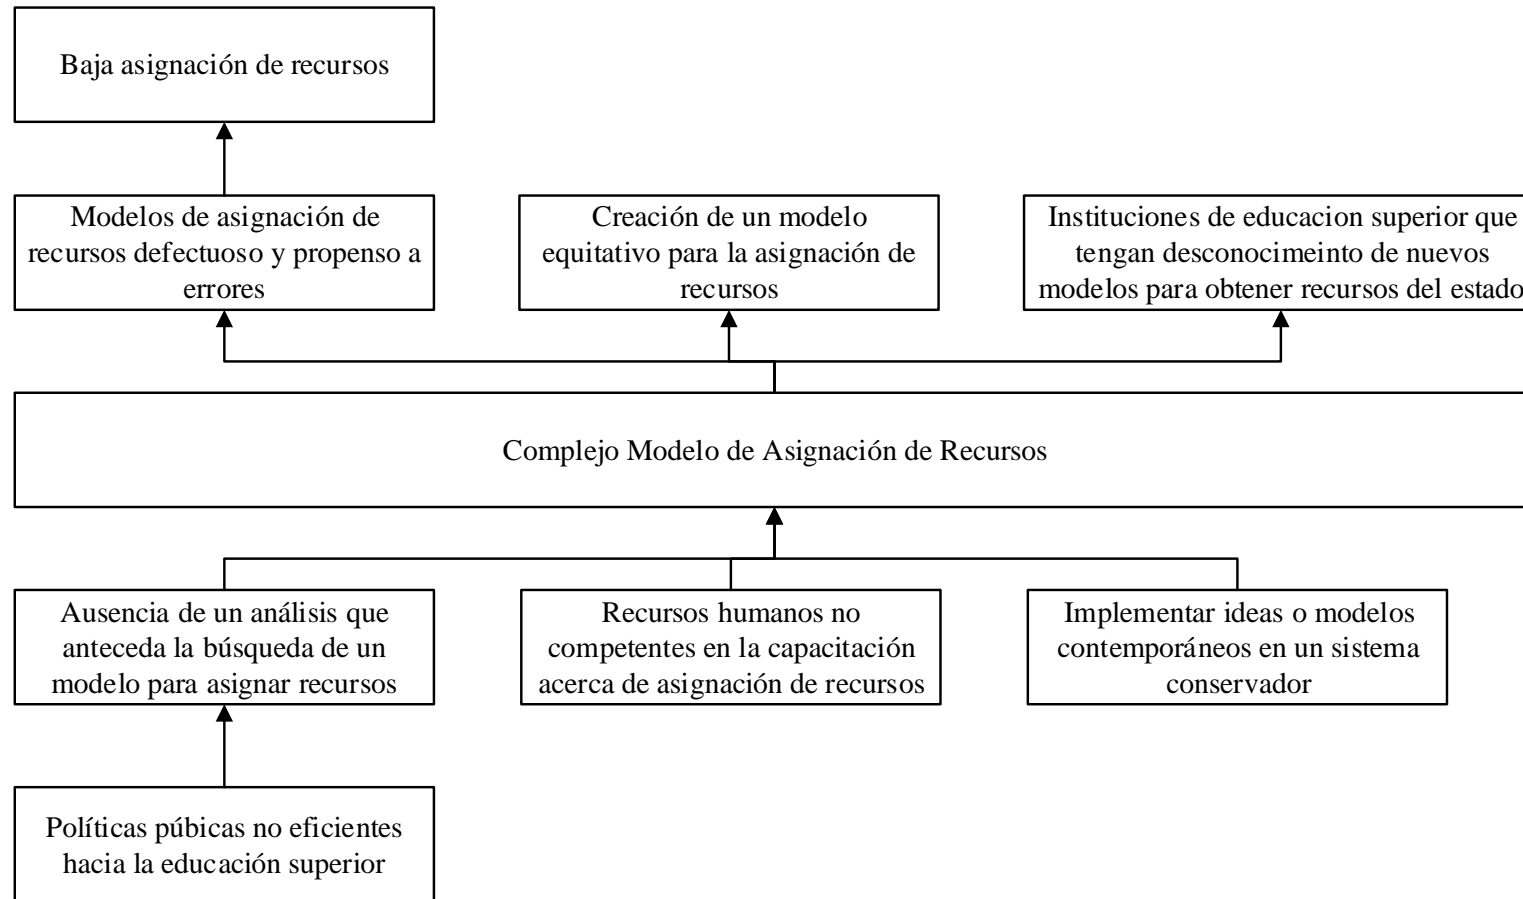 Baja asignación de recursos
Modelos de asignación de
recursos defectuoso y propenso a
errores
Creación de un modelo
equitativo para la asignación de
recursos
Instituciones de educacion superior que
tengan desconocimeinto de nuevos
modelos para obtener recursos del estado
Complejo Modelo de Asignación de Recursos
Ausencia de un análisis que
anteceda la búsqueda de un
modelo para asignar recursos
Recursos humanos no
competentes en la capacitación
acerca de asignación de recursos
Implementar ideas o modelos
contemporáneos en un sistema
conservador
Políticas púbicas no eficientes
hacia la educación superior